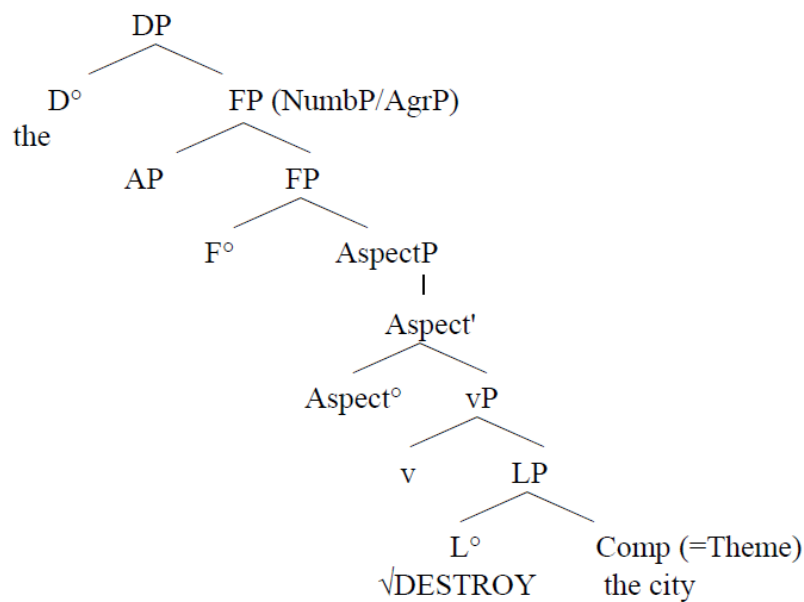 DP
D° FP (NumbP/AgrP)
the
AP FP
F° AspectP
Aspect'
Aspect° vP
v LP
L° Comp (=Theme)
√DESTROY the city